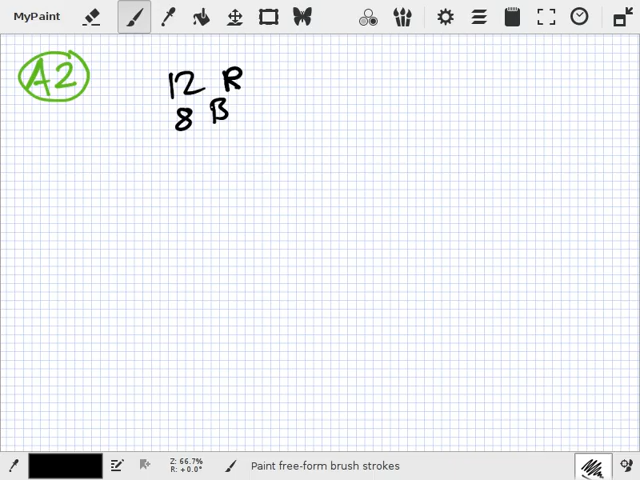 MyPaint
A2
12 R
8 B
Z: 66.7%
R: +0.0°
Paint free-form brush strokes